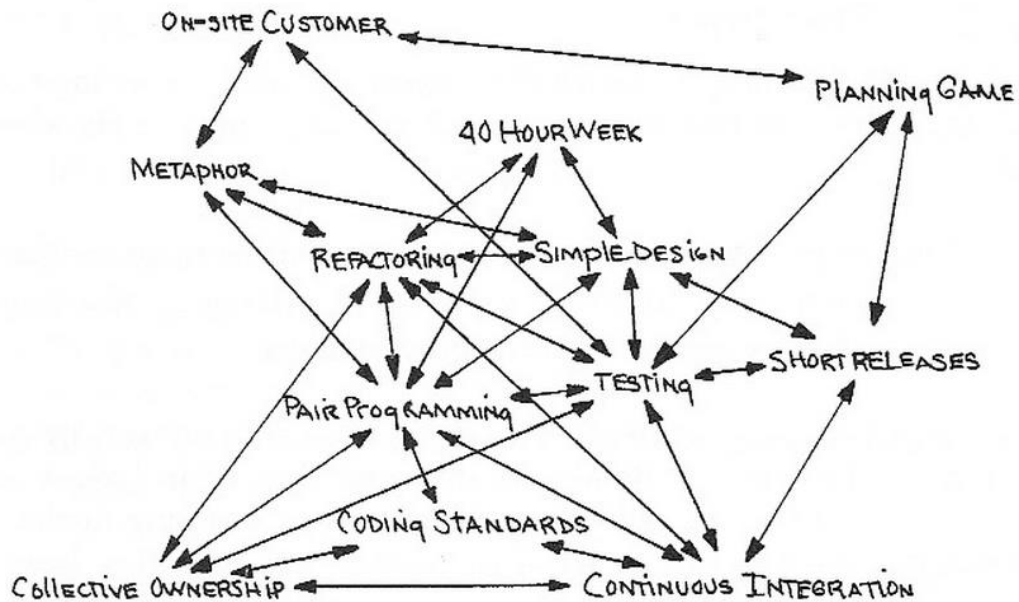 ON-SITE CUSTOMER
PLANNING GAME
40 HOUR WEEK
METAPHOR
REFACTORING
SIMPLE DESIGN
SHORT RELEASES
TESTING
PAIR PROGRAMMING
CODING STANDARDS
COLLECTIVE OWNERSHIP
CONTINUOUS INTEGRATION